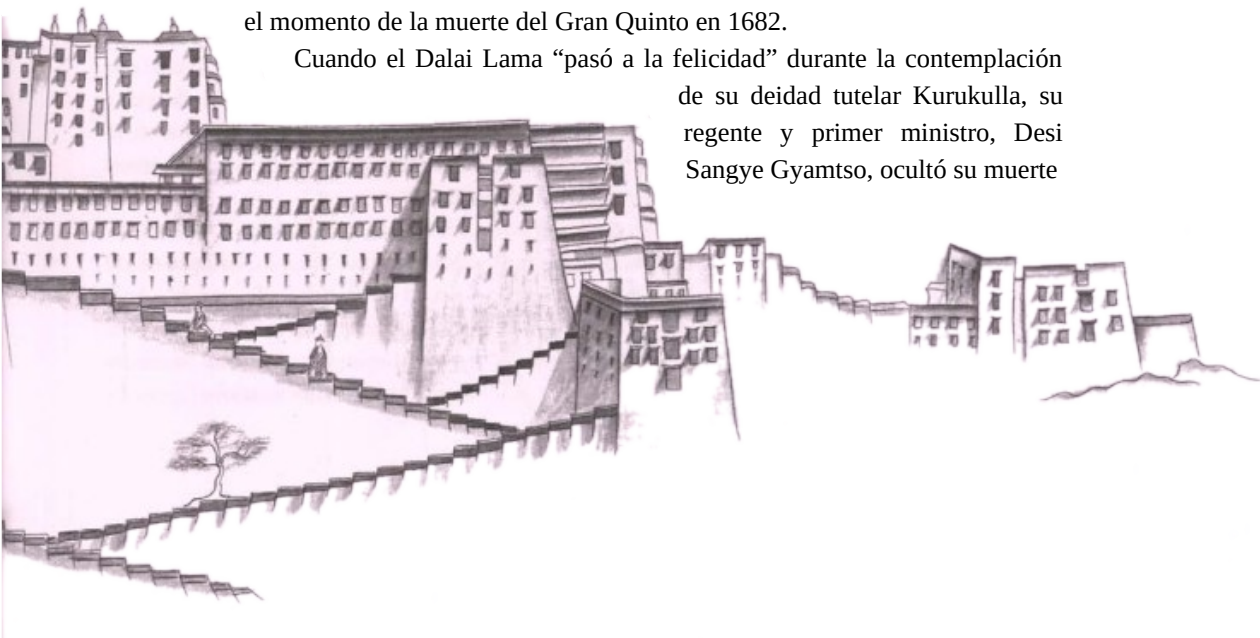 el momento de la muerte del Gran Quinto en 1682.
Cuando el Dalai Lama “pasó a la felicidad” durante la contemplación
de su deidad tutelar Kurukulla, su
regente y primer ministro, Desi
Sangye Gyamtso, ocultó su muerte